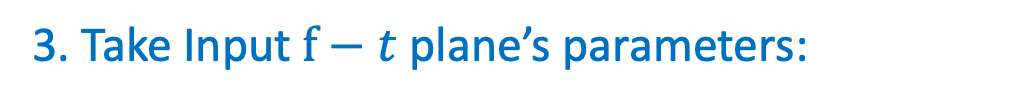 3. Take Input f − t plane’s parameters: